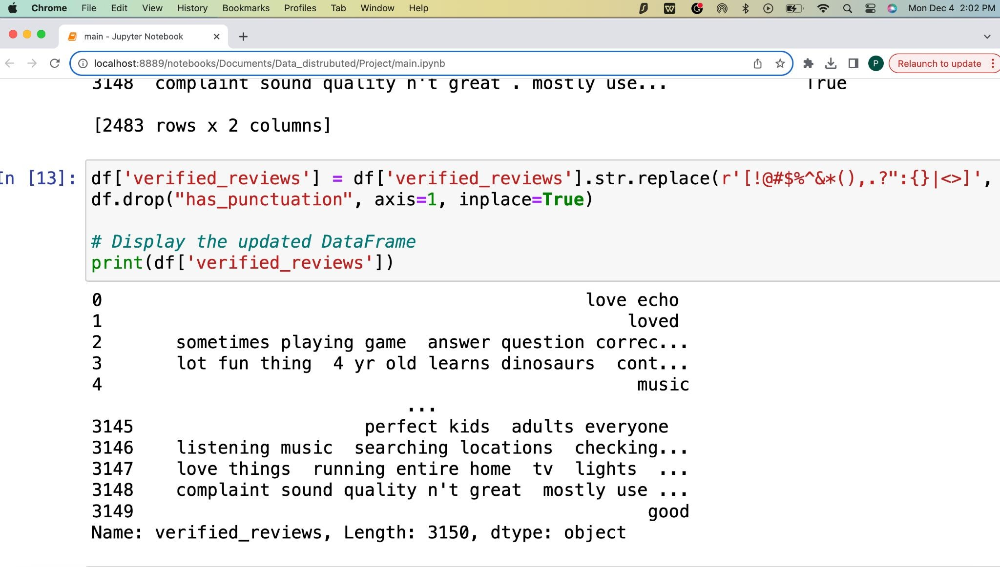 Chrome File Edit View History Bookmarks Profiles Tab Window Help Mon Dec 4 2:02 PM
main - Jupyter Notebook
localhost:8889/notebooks/Documents/Data_distrubuted/Project/main.ipynb P Relaunch to update
3148 complaint sound quality n't great . mostly use... True
[2483 rows x 2 columns]
In [13]: df['verified_reviews'] = df['verified_reviews'].str.replace(r'[!@#$%^&*(),.?":{}|<>]',
df.drop("has_punctuation", axis=1, inplace=True)
# Display the updated DataFrame
print(df['verified_reviews'])
0 love echo
1 loved
2 sometimes playing game answer question correc...
3 lot fun thing 4 yr old learns dinosaurs cont...
4 music
...
3145 perfect kids adults everyone
3146 listening music searching locations checking...
3147 love things running entire home tv lights ...
3148 complaint sound quality n't great mostly use ...
3149 good
Name: verified_reviews, Length: 3150, dtype: object